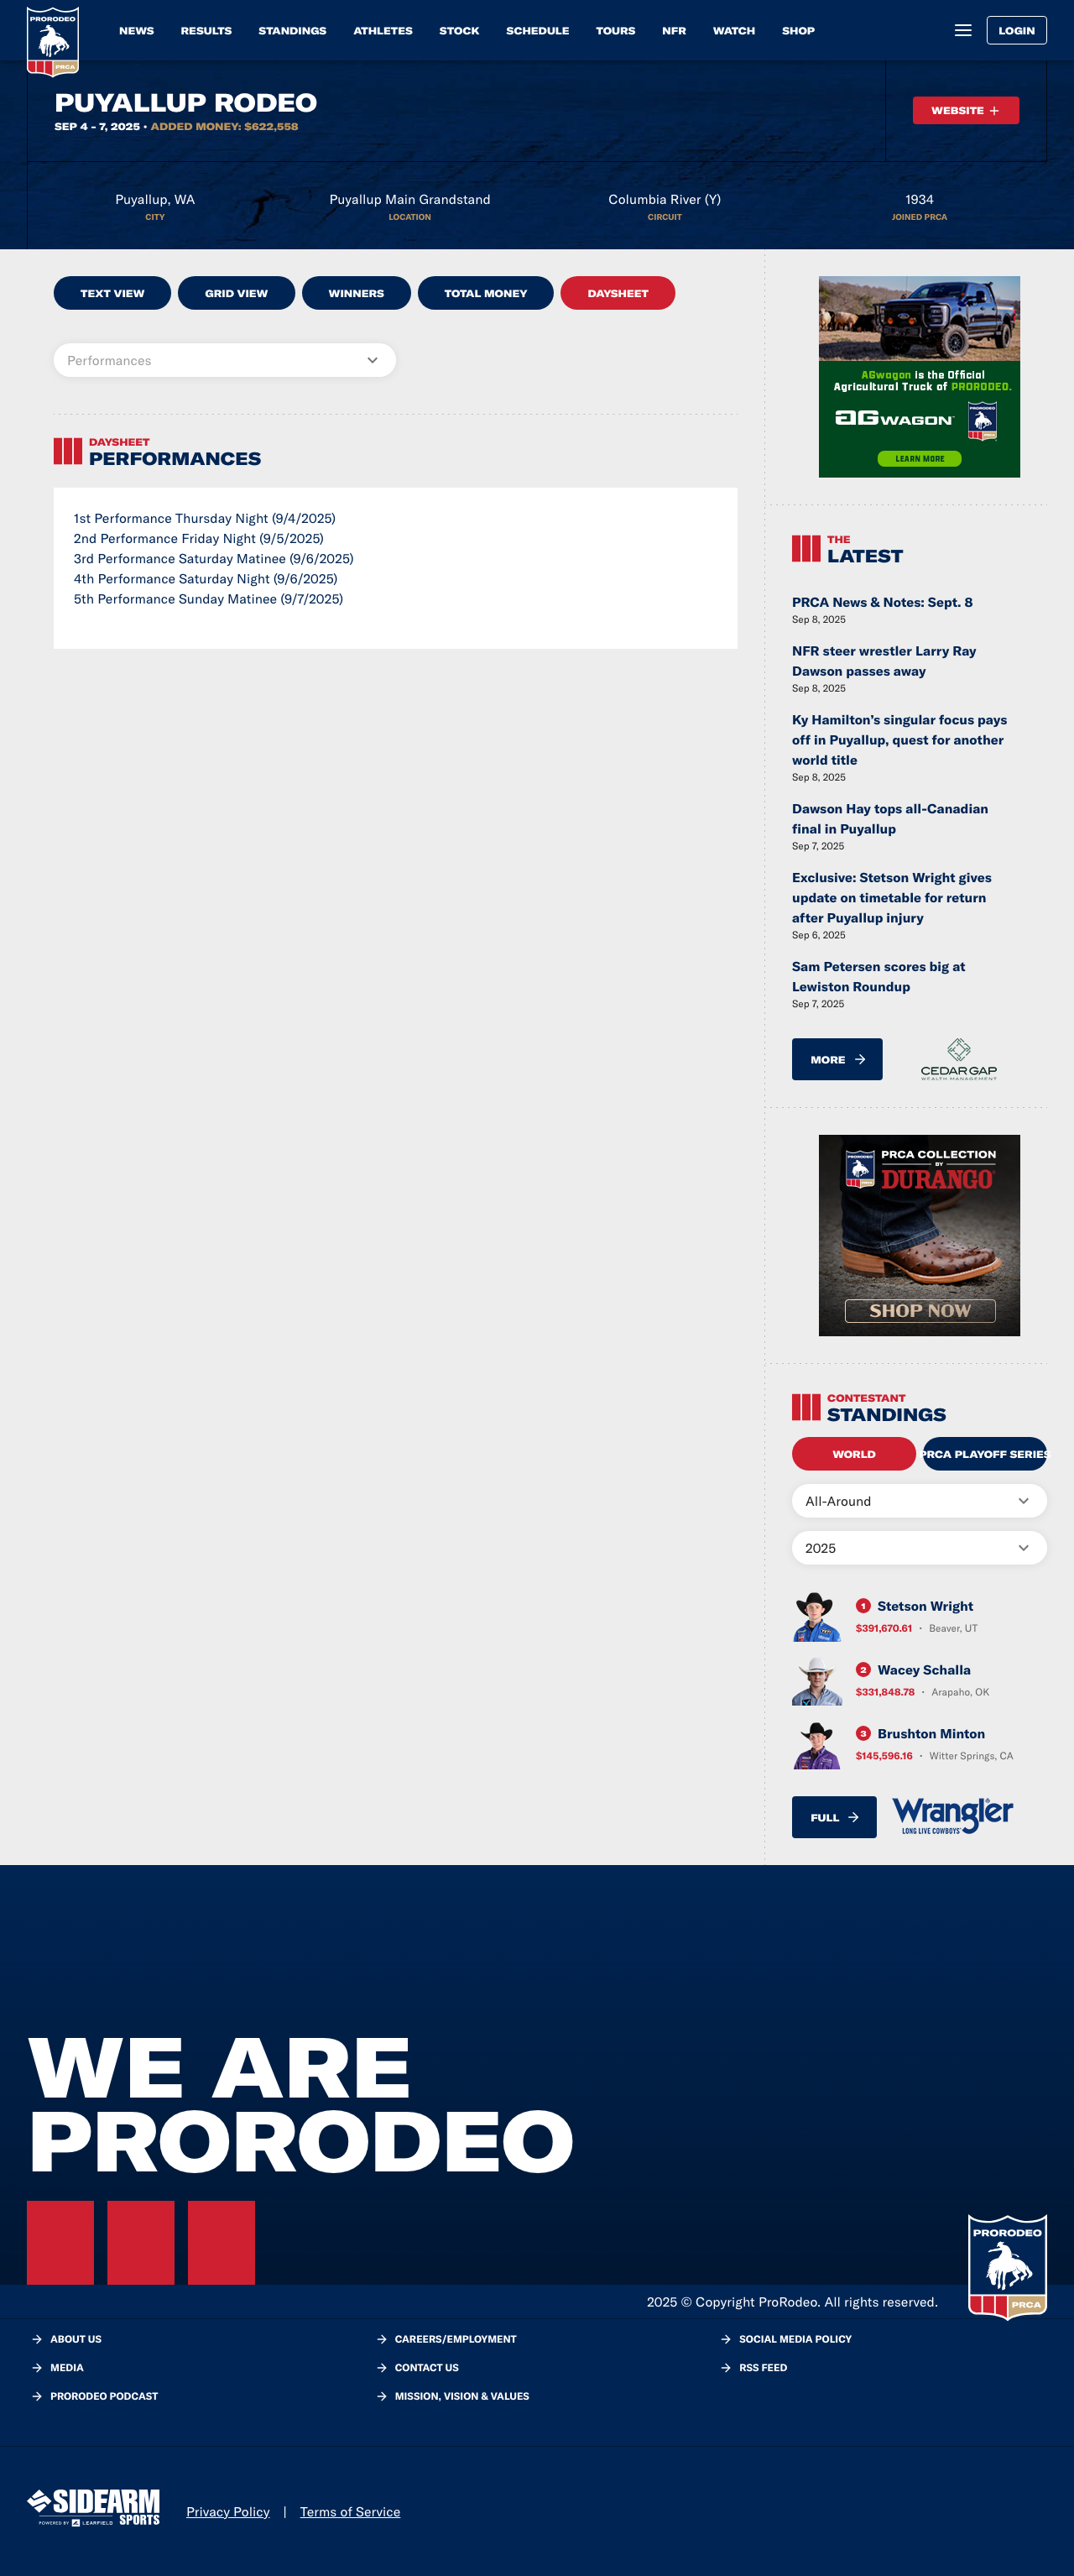 PRORODEO
PRCA
NEWS RESULTS STANDINGS ATHLETES STOCK SCHEDULE TOURS NFR WATCH SHOP
LOGIN
PUYALLUP RODEO
SEP 4 - 7, 2025 • ADDED MONEY: $622,558
WEBSITE
Puyallup, WA
CITY
Puyallup Main Grandstand
LOCATION
Columbia River (Y)
CIRCUIT
1934
JOINED PRCA
TEXT VIEW GRID VIEW WINNERS TOTAL MONEY DAYSHEET
Performances
DAYSHEET
PERFORMANCES
1st Performance Thursday Night (9/4/2025)
2nd Performance Friday Night (9/5/2025)
3rd Performance Saturday Matinee (9/6/2025)
4th Performance Saturday Night (9/6/2025)
5th Performance Sunday Matinee (9/7/2025)
AGwagon is the Official
Agricultural Truck of PRORODEO.
AGWAGON
PRORODEO
PRCA
LEARN MORE
THE
LATEST
PRCA News & Notes: Sept. 8
Sep 8, 2025
NFR steer wrestler Larry Ray
Dawson passes away
Sep 8, 2025
Ky Hamilton’s singular focus pays
off in Puyallup, quest for another
world title
Sep 8, 2025
Dawson Hay tops all-Canadian
final in Puyallup
Sep 7, 2025
Exclusive: Stetson Wright gives
update on timetable for return
after Puyallup injury
Sep 6, 2025
Sam Petersen scores big at
Lewiston Roundup
Sep 7, 2025
MORE
CEDAR GAP
WEALTH MANAGEMENT
PRORODEO
PRCA
PRCA COLLECTION
BY
DURANGO
SHOP NOW
CONTESTANT
STANDINGS
WORLD
PRCA PLAYOFF SERIES
All-Around
2025
1 Stetson Wright
$391,670.61 · Beaver, UT
2 Wacey Schalla
$331,848.78 · Arapaho, OK
3 Brushton Minton
$145,596.16 · Witter Springs, CA
FULL
Wrangler
LONG LIVE COWBOYS
WE ARE
PRORODEO
PRORODEO
PRCA
2025 © Copyright ProRodeo. All rights reserved.
ABOUT US
MEDIA
PRORODEO PODCAST
CAREERS/EMPLOYMENT
CONTACT US
MISSION, VISION & VALUES
SOCIAL MEDIA POLICY
RSS FEED
SIDEARM
SPORTS
POWERED BY LEARFIELD
Privacy Policy | Terms of Service